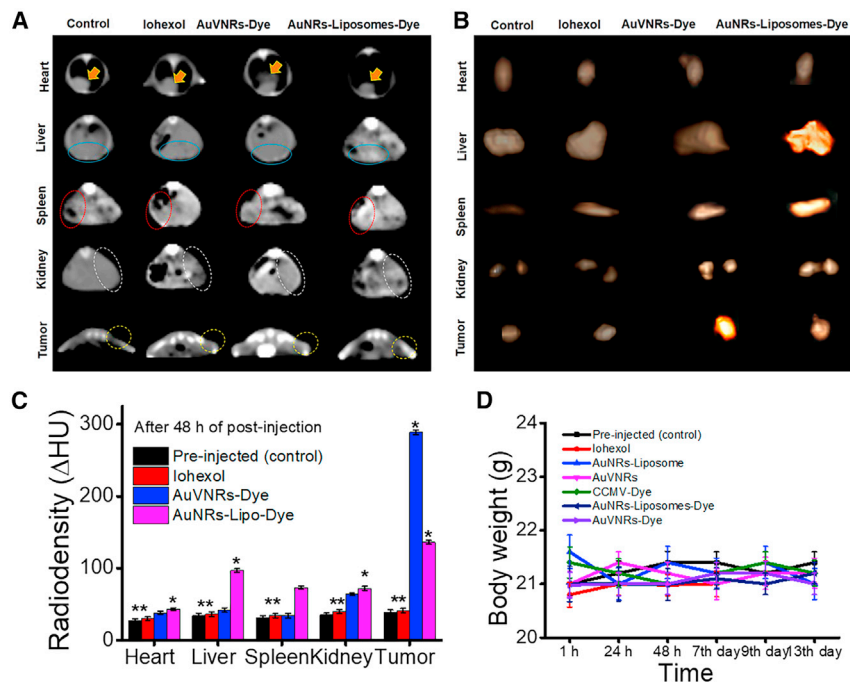 A
Control Iohexol AuVNRs-Dye AuNRs-Liposomes-Dye
Heart
Liver
Spleen
Kidney
Tumor
B
Control Iohexol AuVNRs-Dye AuNRs-Liposomes-Dye
Heart
Liver
Spleen
Kidney
Tumor
C
Radiodensity (ΔHU)
300
200
100
0
After 48 h of post-injection
Pre-injected (control)
Iohexol
AuVNRs-Dye
AuNRs-Lipo-Dye
** * ** * ** * ** * *
Heart Liver Spleen Kidney Tumor
D
Body weight (g)
24
23
22
21
20
Pre-injected (control)
Iohexol
AuNRs-Liposome
AuVNRs
CCMV-Dye
AuNRs-Liposomes-Dye
AuVNRs-Dye
1 h 24 h 48 h 7th day 9th day 13th day
Time